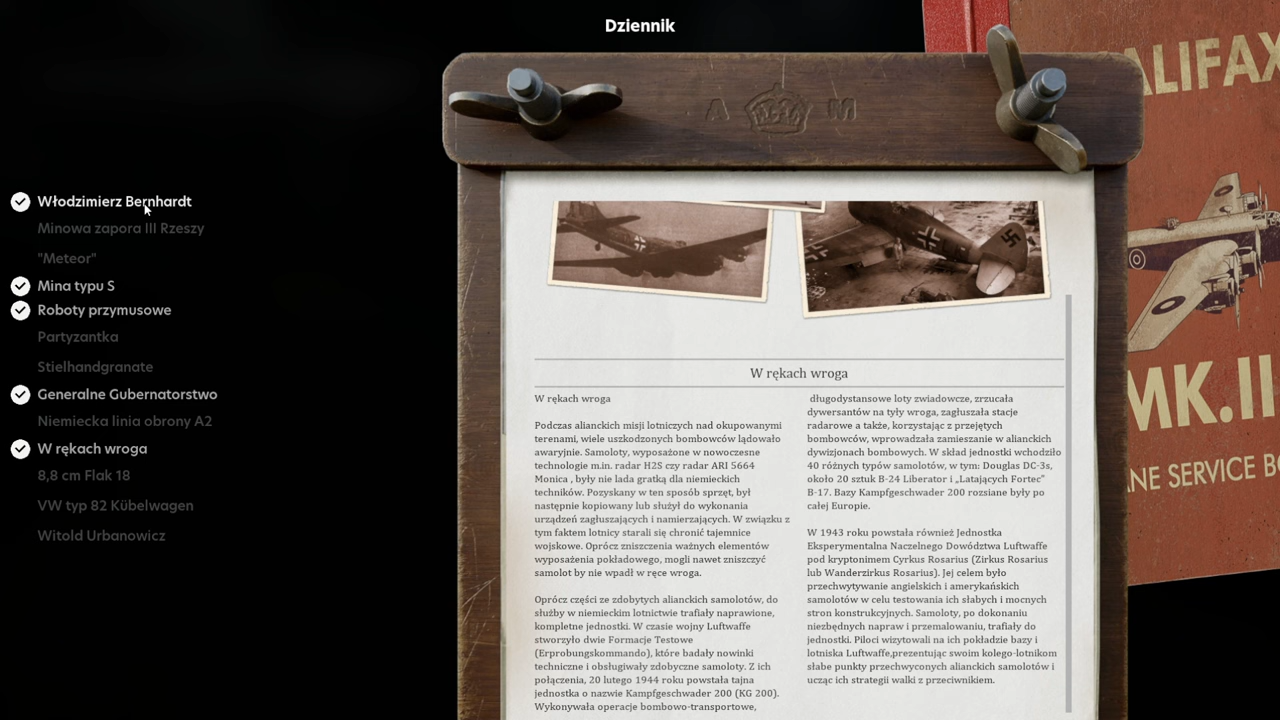 Dziennik
Włodzimierz Bernhardt
Minowa zapora III Rzeszy
"Meteor"
Mina typu S
Roboty przymusowe
Partyzantka
Stielhandgranate
Generalne Gubernatorstwo
Niemiecka linia obrony A2
W rękach wroga
8,8 cm Flak 18
VW typ 82 Kübelwagen
Witold Urbanowicz
A M
W rękach wroga
W rękach wroga
Podczas alianckich misji lotniczych nad okupowanymi
terenami, wiele uszkodzonych bombowców lądowało
awaryjnie. Samoloty, wyposażone w nowoczesne
technologie m.in. radar H2S czy radar ARI 5664
Monica , były nie lada gratką dla niemieckich
techników. Pozyskany w ten sposób sprzęt, był
następnie kopiowany lub służył do wykonania
urządzeń zagłuszających i namierzających. W związku z
tym faktem lotnicy starali się chronić tajemnice
wojskowe. Oprócz zniszczenia ważnych elementów
wyposażenia pokładowego, mogli nawet zniszczyć
samolot by nie wpadł w ręce wroga.
Oprócz części ze zdobytych alianckich samolotów, do
służby w niemieckim lotnictwie trafiały naprawione,
kompletne jednostki. W czasie wojny Luftwaffe
stworzyło dwie Formacje Testowe
(Erprobungskommando), które badały nowinki
techniczne i obsługiwały zdobyczne samoloty. Z ich
połączenia, 20 lutego 1944 roku powstała tajna
jednostka o nazwie Kampfgeschwader 200 (KG 200).
Wykonywała operacje bombowo-transportowe,
długodystansowe loty zwiadowcze, zrzucała
dywersantów na tyły wroga, zagłuszała stacje
radarowe a także, korzystając z przejętych
bombowców, wprowadzała zamieszanie w alianckich
dywizjonach bombowych. W skład jednostki wchodziło
40 różnych typów samolotów, w tym: Douglas DC-3s,
około 20 sztuk B-24 Liberator i „Latających Fortec”
B-17. Bazy Kampfgeschwader 200 rozsiane były po
całej Europie.
W 1943 roku powstała również Jednostka
Eksperymentalna Naczelnego Dowództwa Luftwaffe
pod kryptonimem Cyrkus Rosarius (Zirkus Rosarius
lub Wanderzirkus Rosarius). Jej celem było
przechwytywanie angielskich i amerykańskich
samolotów w celu testowania ich słabych i mocnych
stron konstrukcyjnych. Samoloty, po dokonaniu
niezbędnych napraw i przemalowaniu, trafiały do
jednostki. Piloci wizytowali na ich pokładzie bazy i
lotniska Luftwaffe,prezentując swoim kolego-lotnikom
słabe punkty przechwyconych alianckich samolotów i
ucząc ich strategii walki z przeciwnikiem.
ALIFAX
MK.II
ANE SERVICE BO